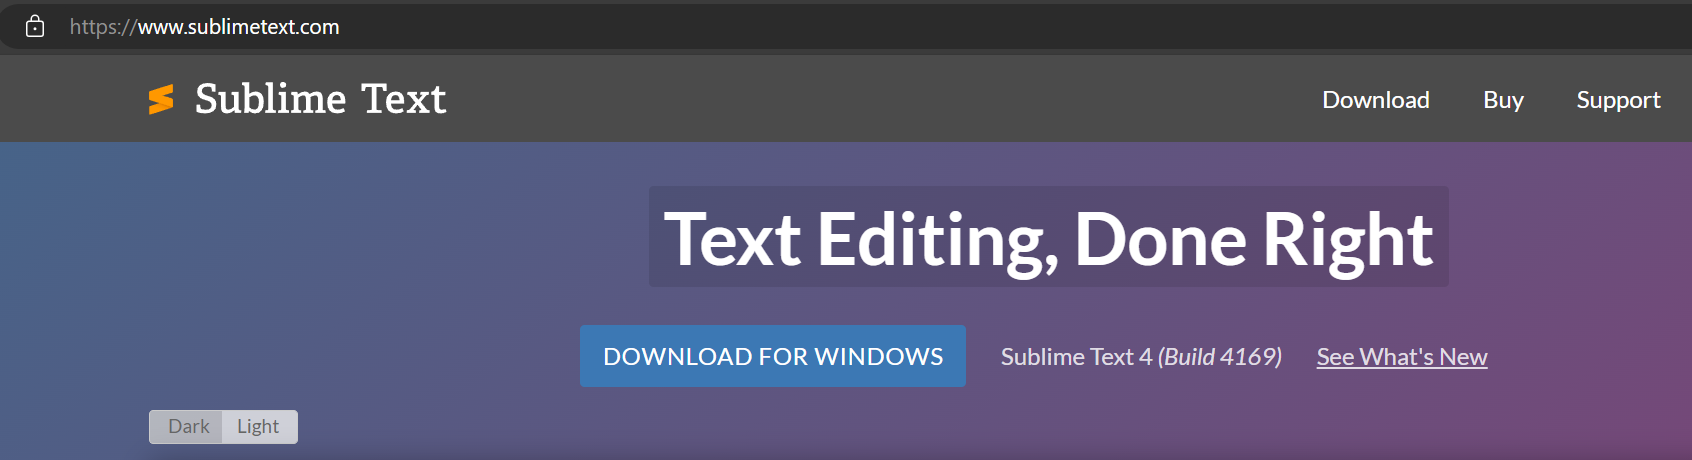 https://www.sublimetext.com
Sublime Text
Download Buy Support
Text Editing, Done Right
DOWNLOAD FOR WINDOWS Sublime Text 4 (Build 4169) See What's New
Dark Light